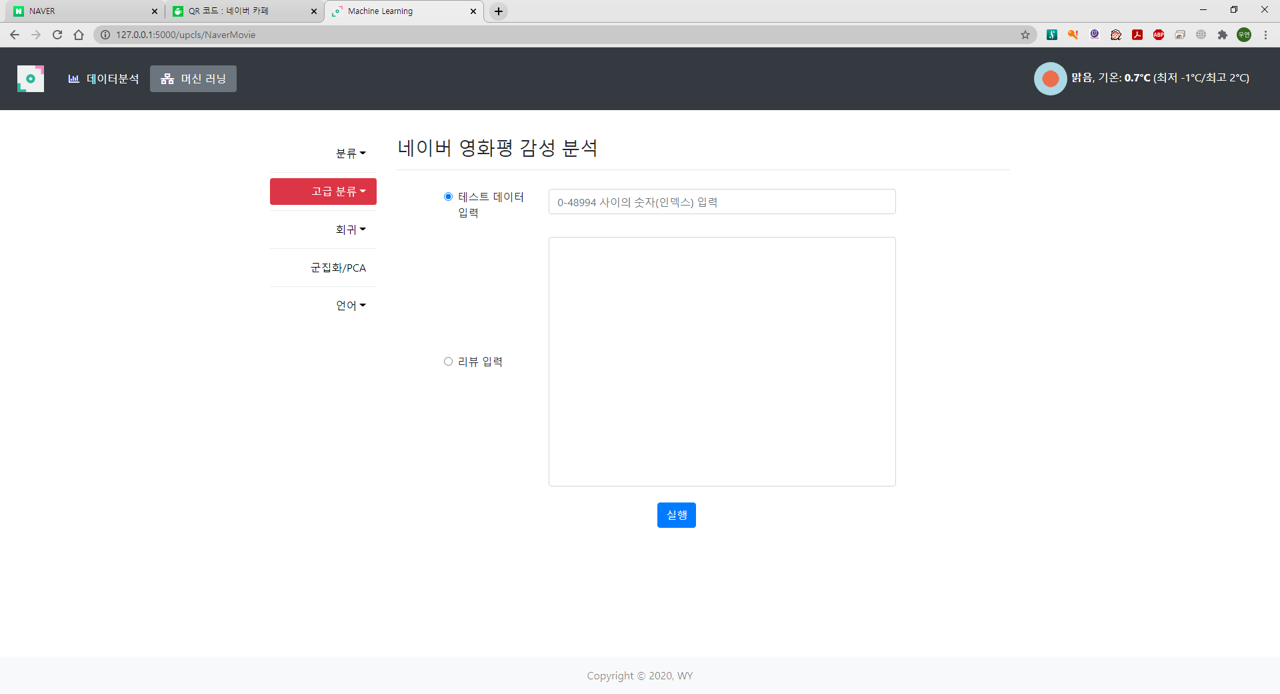 NAVER
QR 코드 : 네이버 카페
Machine Learning
127.0.0.1:5000/upcls/NaverMovie
ABP
우연
데이터분석
머신 러닝
맑음, 기온: 0.7°C (최저 -1°C/최고 2°C)
분류
고급 분류
회귀
군집화/PCA
언어
네이버 영화평 감성 분석
테스트 데이터
입력
0-48994 사이의 숫자(인덱스) 입력
리뷰 입력
실행
Copyright © 2020, WY